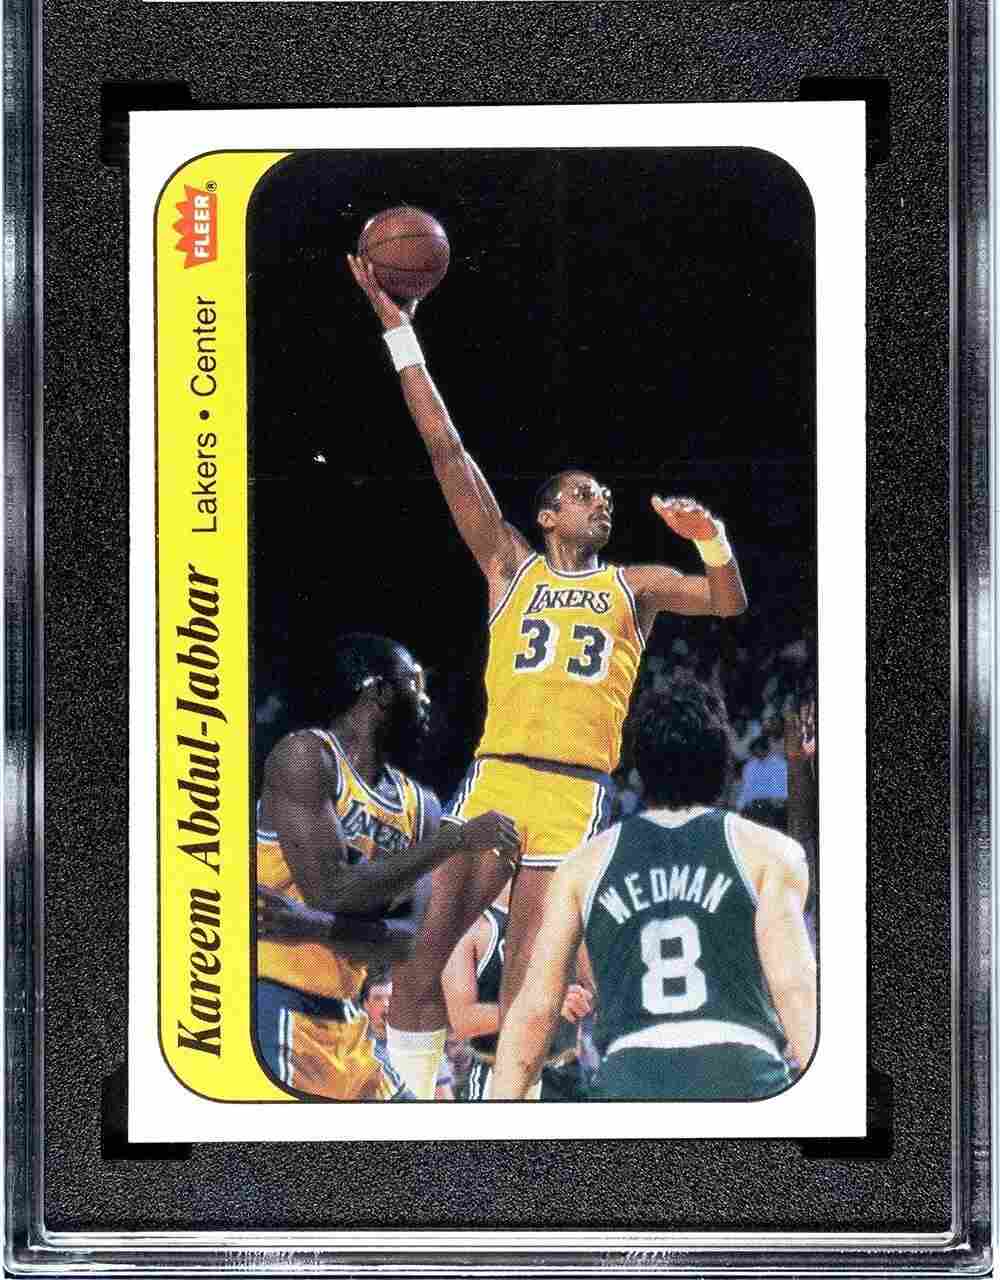 Kareem Abdul-Jabbar Lakers • Center
FLEER®
LAKERS
33
LAKERS
WEDMAN
8